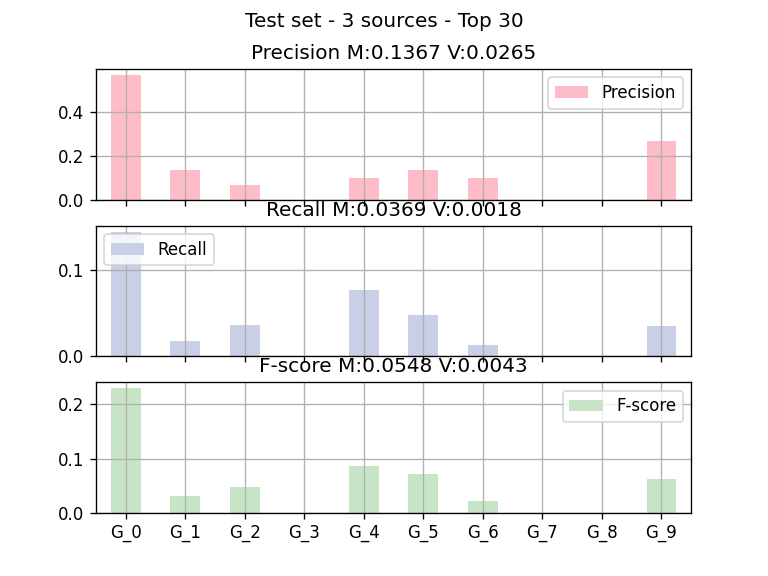 Test set - 3 sources - Top 30
Precision M:0.1367 V:0.0265
Precision
0.4
0.2
0.0
Recall M:0.0369 V:0.0018
Recall
0.1
0.0
F-score M:0.0548 V:0.0043
F-score
0.2
0.1
0.0
G_0 G_1 G_2 G_3 G_4 G_5 G_6 G_7 G_8 G_9